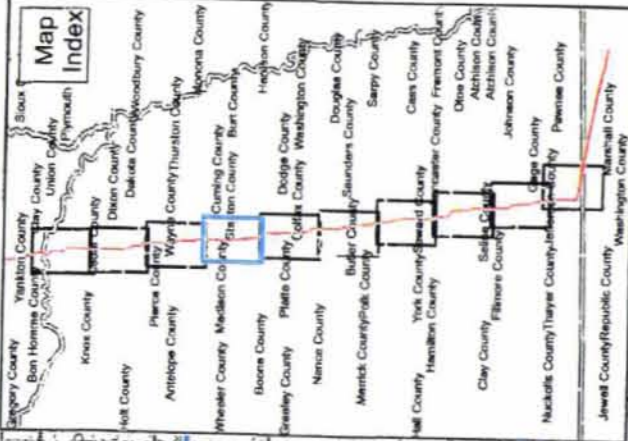 Map
Index
Sioux
Gregory County
Yankton County
Clay County
Union County
Plymouth
Bon Homme County
Knox County
Cedar County
Dixon County
Dakota County
Woodbury County
Holt County
Pierce County
Wayne County
Thurston County
Monona County
Antelope County
Wheeler County
Madison County
Stanton County
Cuming County
Burt County
Harrison County
Boone County
Greeley County
Platte County
Colfax County
Dodge County
Washington County
Nance County
Douglas County
Merrick County
Polk County
Butler County
Saunders County
Sarpy County
Hall County
York County
Seward County
Cass County
Hamilton County
Fremont County
Clay County
Fillmore County
Saline County
Otoe County
Atchison County
Atchison County
Johnson County
Nuckolls County
Thayer County
Gage County
Pawnee County
Jewell County
Republic County
Washington County
Marshall County